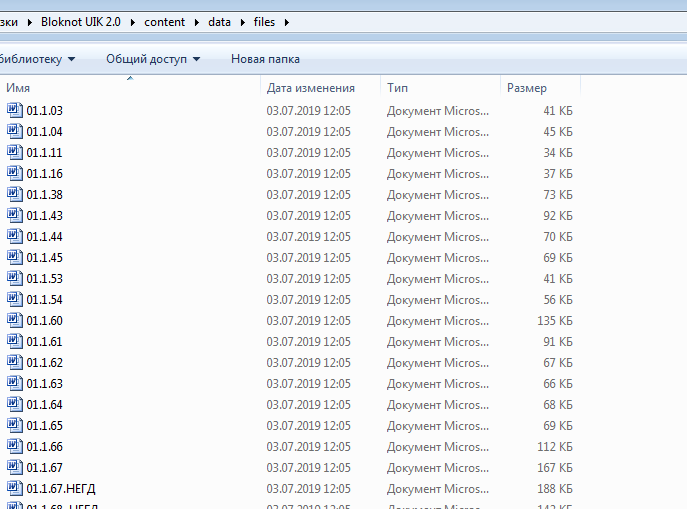 зки ▸ Bloknot UIK 2.0 ▸ content ▸ data ▸ files ▸
библиотеку Общий доступ Новая папка
Имя Дата изменения Тип Размер
01.1.03 03.07.2019 12:05 Документ Micros... 41 КБ
01.1.04 03.07.2019 12:05 Документ Micros... 45 КБ
01.1.11 03.07.2019 12:05 Документ Micros... 34 КБ
01.1.16 03.07.2019 12:05 Документ Micros... 37 КБ
01.1.38 03.07.2019 12:05 Документ Micros... 73 КБ
01.1.43 03.07.2019 12:05 Документ Micros... 92 КБ
01.1.44 03.07.2019 12:05 Документ Micros... 70 КБ
01.1.45 03.07.2019 12:05 Документ Micros... 69 КБ
01.1.53 03.07.2019 12:05 Документ Micros... 41 КБ
01.1.54 03.07.2019 12:05 Документ Micros... 56 КБ
01.1.60 03.07.2019 12:05 Документ Micros... 135 КБ
01.1.61 03.07.2019 12:05 Документ Micros... 91 КБ
01.1.62 03.07.2019 12:05 Документ Micros... 67 КБ
01.1.63 03.07.2019 12:05 Документ Micros... 66 КБ
01.1.64 03.07.2019 12:05 Документ Micros... 68 КБ
01.1.65 03.07.2019 12:05 Документ Micros... 69 КБ
01.1.66 03.07.2019 12:05 Документ Micros... 112 КБ
01.1.67 03.07.2019 12:05 Документ Micros... 167 КБ
01.1.67.НЕГД 03.07.2019 12:05 Документ Micros... 188 КБ
03.07.2019 12:05 Документ Micros... 142 КБ